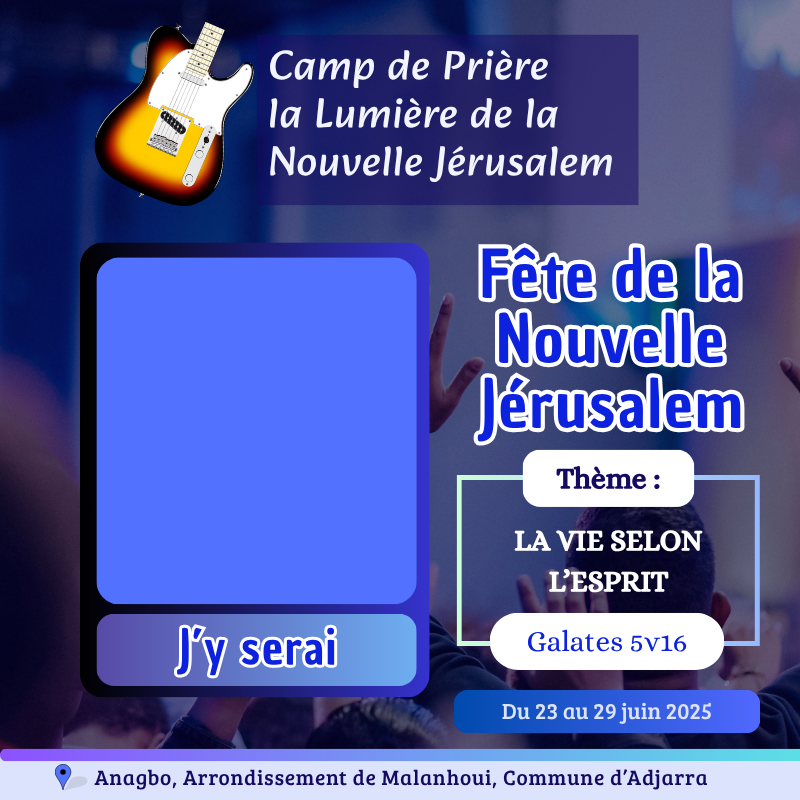 Camp de Prière
la Lumière de la
Nouvelle Jérusalem
Fête de la
Nouvelle
Jérusalem
Thème :
LA VIE SELON
L'ESPRIT
Galates 5v16
J'y serai
Du 23 au 29 juin 2025
Anagbo, Arrondissement de Malanhoui, Commune d'Adjarra